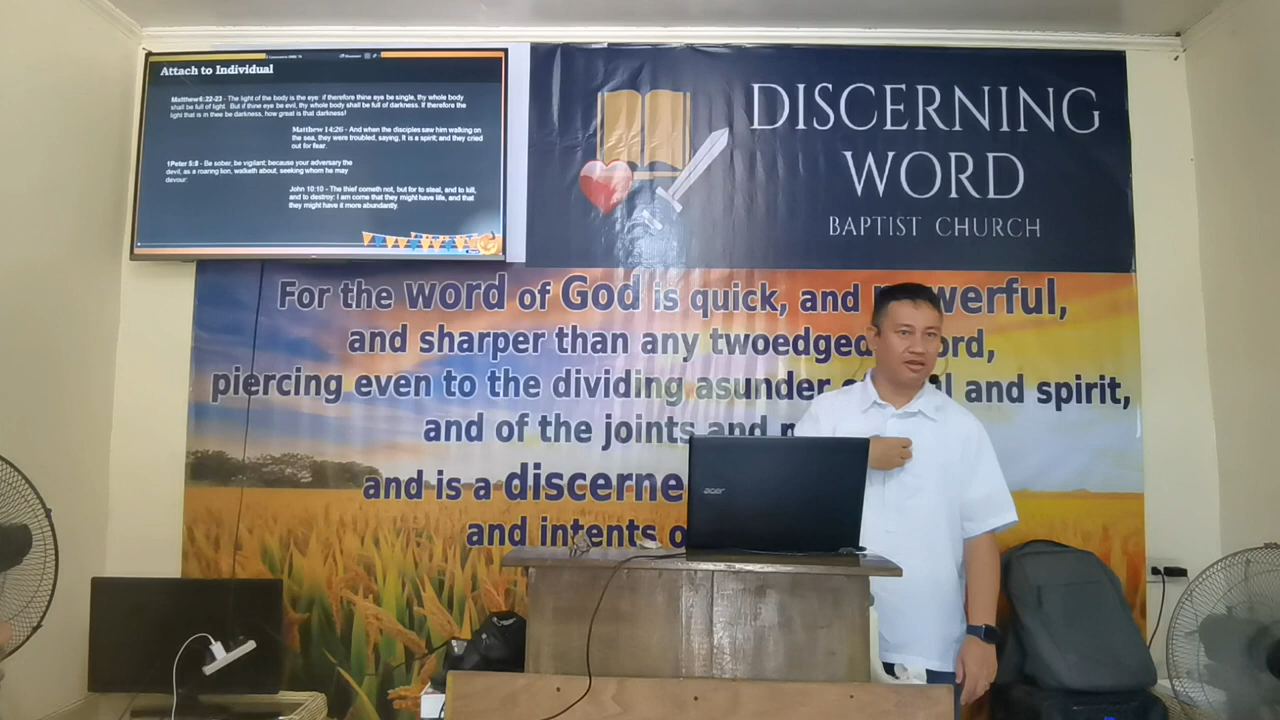 Attach to Individual
Matthew 6:22-23 - The light of the body is the eye: if therefore thine eye be single, thy whole body
shall be full of light. But if thine eye be evil, thy whole body shall be full of darkness. If therefore the
light that is in thee be darkness, how great is that darkness!
Matthew 14:26 - And when the disciples saw him walking on
the sea, they were troubled, saying, It is a spirit; and they cried
out for fear.
1Peter 5:8 - Be sober, be vigilant; because your adversary the
devil, as a roaring lion, walketh about, seeking whom he may
devour:
John 10:10 - The thief cometh not, but for to steal, and to kill,
and to destroy: I am come that they might have life, and that
they might have it more abundantly.
DISCERNING
WORD
BAPTIST CHURCH
For the word of God is quick, and werful,
and sharper than any twoedged ord,
piercing even to the dividing asunder and spirit,
and of the joints and
and is a discerne
and intents o
acer